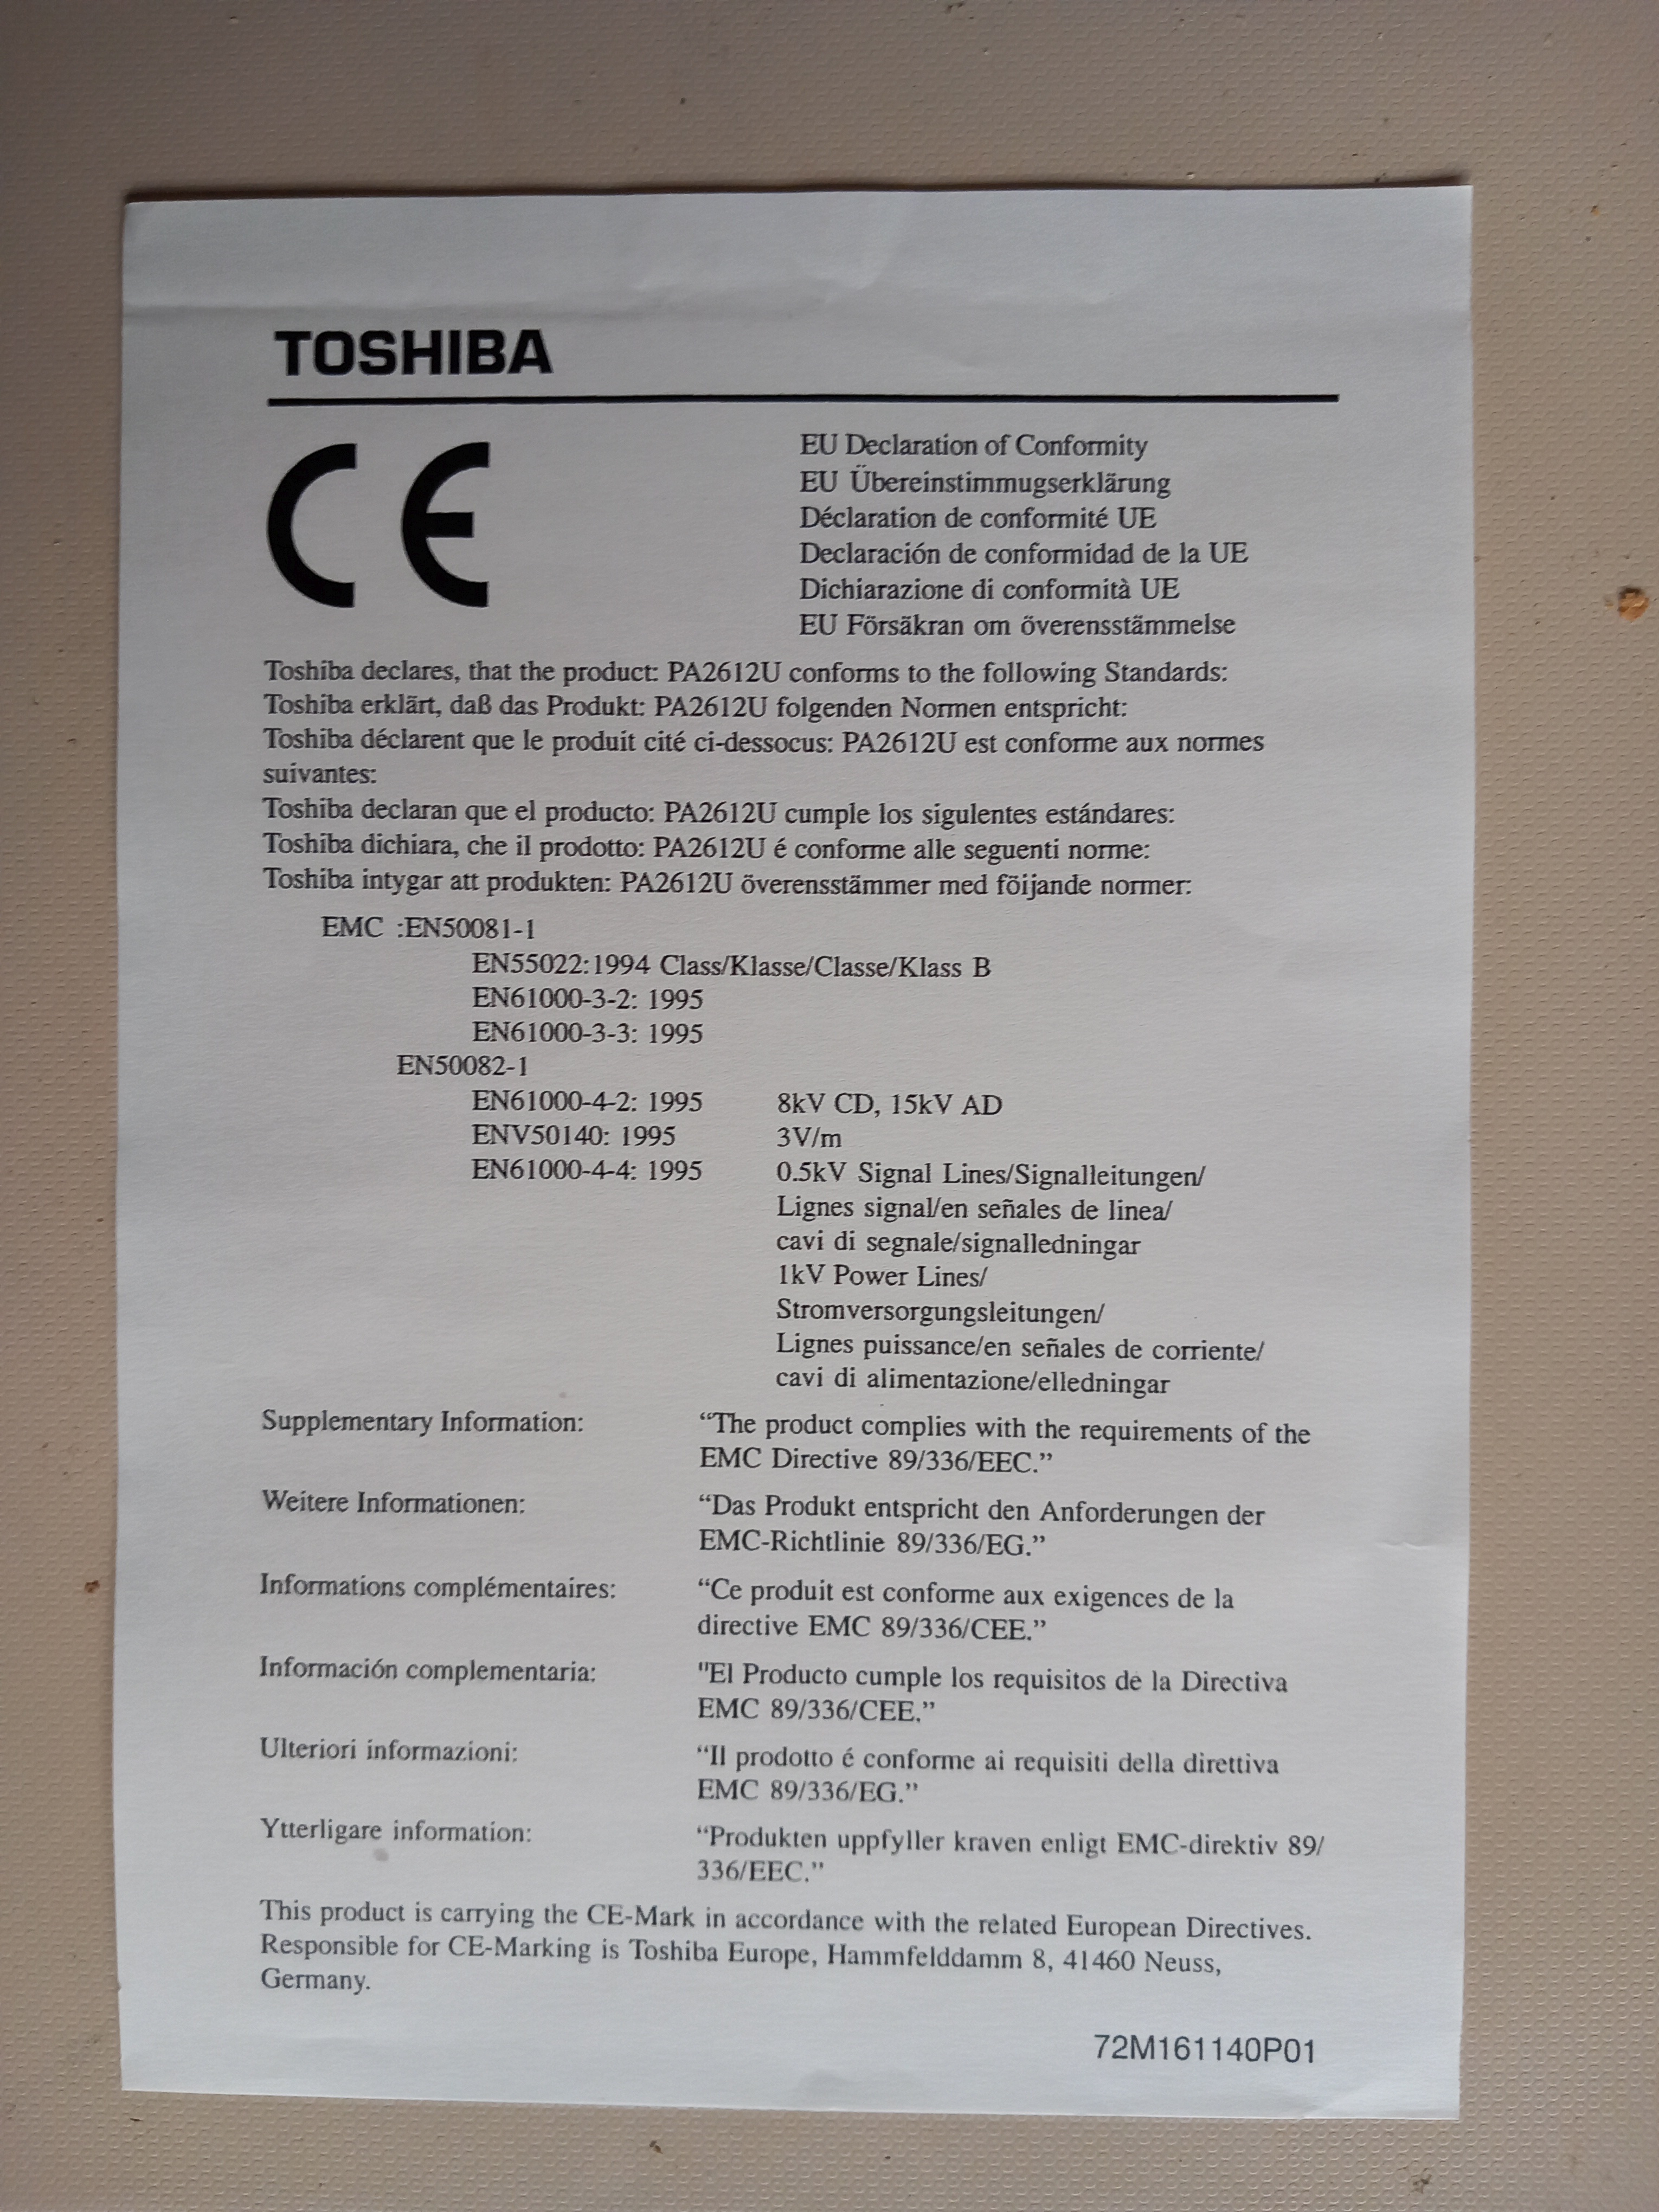 TOSHIBA
CE
EU Declaration of Conformity
EU Übereinstimmugserklärung
Déclaration de conformité UE
Declaración de conformidad de la UE
Dichiarazione di conformità UE
EU Försäkran om överensstämmelse
Toshiba declares, that the product: PA2612U conforms to the following Standards:
Toshiba erklärt, daß das Produkt: PA2612U folgenden Normen entspricht:
Toshiba déclarent que le produit cité ci-dessocus: PA2612U est conforme aux normes
suivantes:
Toshiba declaran que el producto: PA2612U cumple los sigulentes estándares:
Toshiba dichiara, che il prodotto: PA2612U é conforme alle seguenti norme:
Toshiba intygar att produkten: PA2612U överensstämmer med föijande normer:
EMC :EN50081-1
EN55022:1994 Class/Klasse/Classe/Klass B
EN61000-3-2: 1995
EN61000-3-3: 1995
EN50082-1
EN61000-4-2: 1995 8kV CD, 15kV AD
ENV50140: 1995 3V/m
EN61000-4-4: 1995 0.5kV Signal Lines/Signalleitungen/
Lignes signal/en señales de linea/
cavi di segnale/signalledningar
1kV Power Lines/
Stromversorgungsleitungen/
Lignes puissance/en señales de corriente/
cavi di alimentazione/elledningar
Supplementary Information: “The product complies with the requirements of the
EMC Directive 89/336/EEC.”
Weitere Informationen: “Das Produkt entspricht den Anforderungen der
EMC-Richtlinie 89/336/EG.”
Informations complémentaires: “Ce produit est conforme aux exigences de la
directive EMC 89/336/CEE.”
Información complementaria: "El Producto cumple los requisitos de la Directiva
EMC 89/336/CEE.”
Ulteriori informazioni: “Il prodotto é conforme ai requisiti della direttiva
EMC 89/336/EG.”
Ytterligare information: “Produkten uppfyller kraven enligt EMC-direktiv 89/
336/EEC.”
This product is carrying the CE-Mark in accordance with the related European Directives.
Responsible for CE-Marking is Toshiba Europe, Hammfelddamm 8, 41460 Neuss,
Germany.
72M161140P01